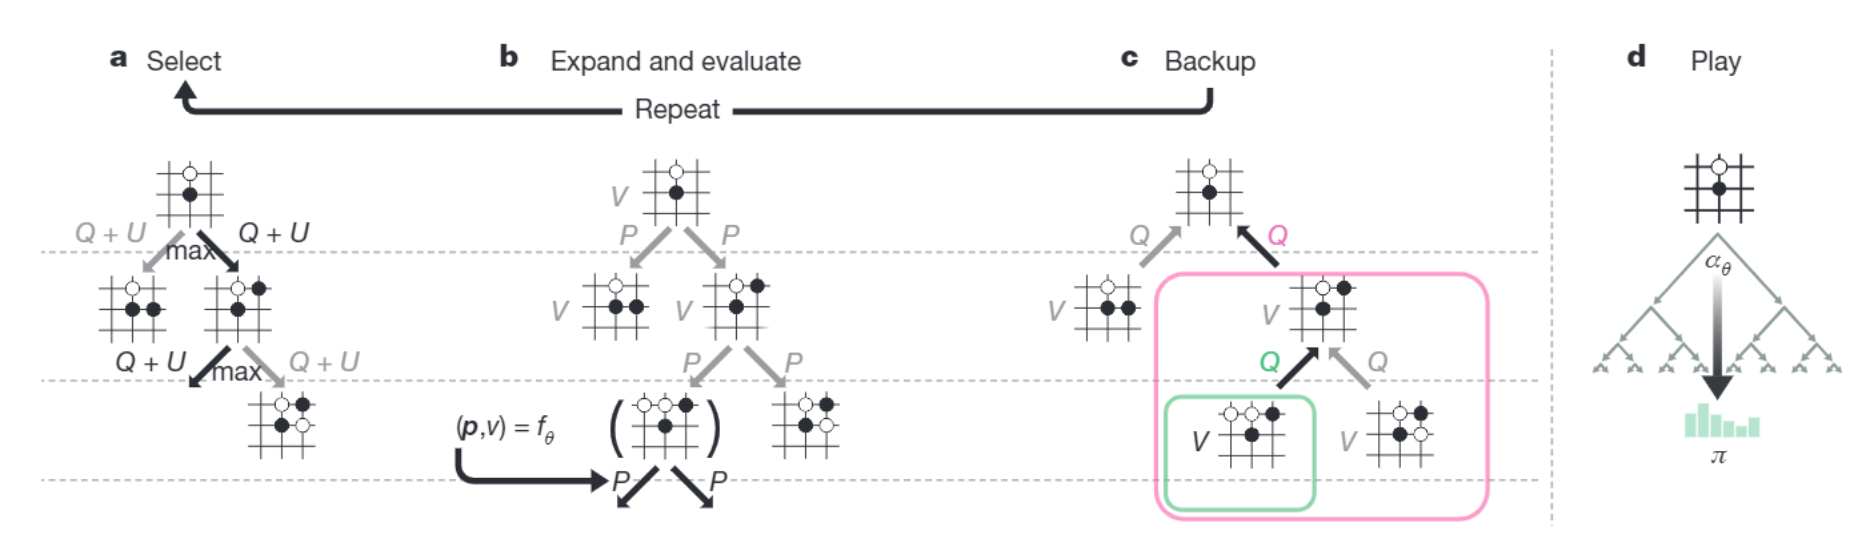 a Select
b Expand and evaluate
c Backup
d Play
Repeat
Q + U
max
Q + U
Q + U
max
Q + U
V
P
P
V
V
P
P
(p,v) = fθ
( )
P
P
Q
Q
V
V
Q
Q
V
V
αθ
π